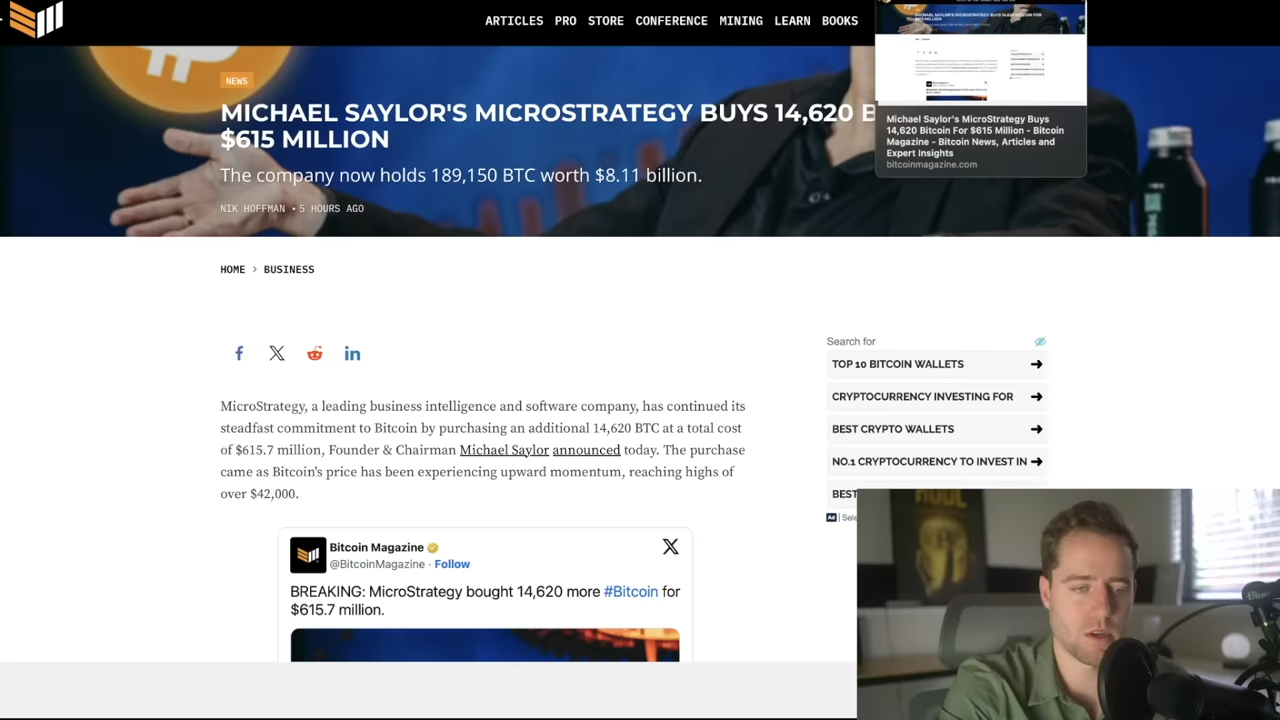 ARTICLES PRO STORE CONFERENCE MINING LEARN BOOKS
NEWS
MICHAEL SAYLOR'S MICROSTRATEGY BUYS 14,620 B
$615 MILLION
The company now holds 189,150 BTC worth $8.11 billion.
NIK HOFFMAN • 5 HOURS AGO
Michael Saylor's MicroStrategy Buys
14,620 Bitcoin For $615 Million - Bitcoin
Magazine - Bitcoin News, Articles and
Expert Insights
bitcoinmagazine.com
HOME > BUSINESS
MicroStrategy, a leading business intelligence and software company, has continued its
steadfast commitment to Bitcoin by purchasing an additional 14,620 BTC at a total cost
of $615.7 million, Founder & Chairman Michael Saylor announced today. The purchase
came as Bitcoin's price has been experiencing upward momentum, reaching highs of
over $42,000.
Bitcoin Magazine
@BitcoinMagazine · Follow
BREAKING: MicroStrategy bought 14,620 more #Bitcoin for
$615.7 million.
Search for
TOP 10 BITCOIN WALLETS
CRYPTOCURRENCY INVESTING FOR
BEST CRYPTO WALLETS
NO.1 CRYPTOCURRENCY TO INVEST IN
BEST
Ad | Sele
HODL
Blue